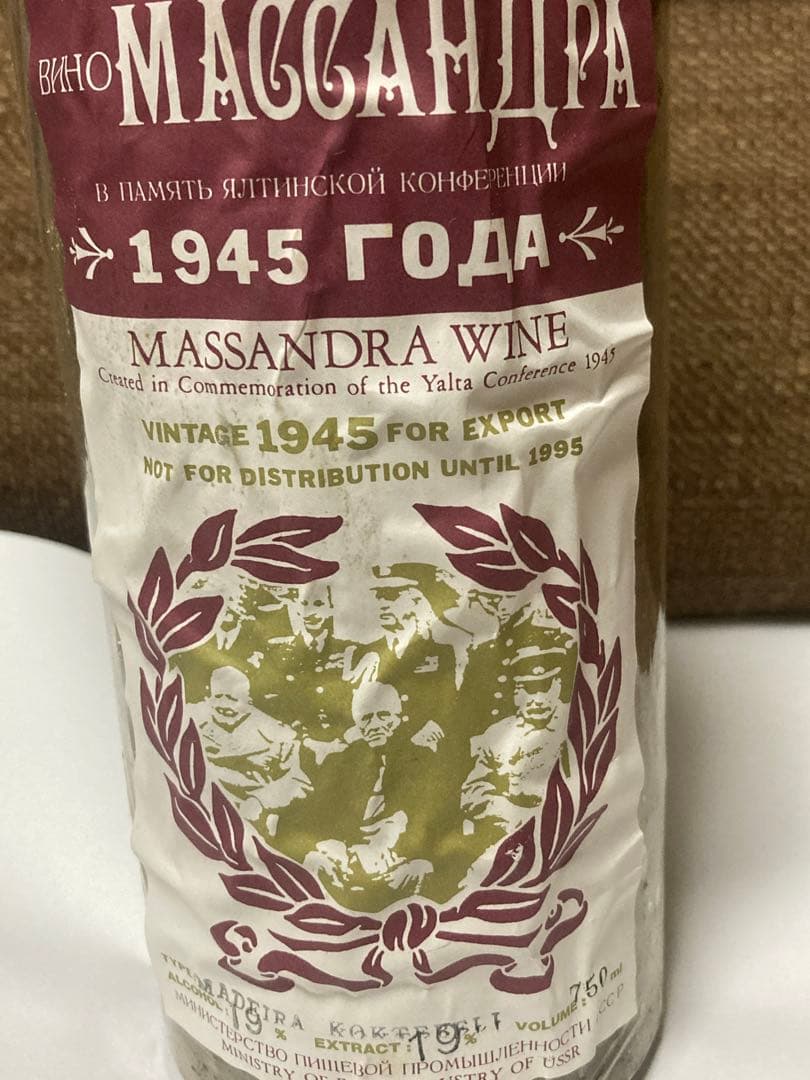 ВИНО МАССАНДРА
В ПАМЯТЬ ЯЛТИНСКОЙ КОНФЕРЕНЦИИ
1945 ГОДА
MASSANDRA WINE
Created in Commemoration of the Yalta Conference 1945
VINTAGE 1945 FOR EXPORT
NOT FOR DISTRIBUTION UNTIL 1995
TYPE: MADEIRA KOKTEBELI
ALCOHOL: 19 % EXTRACT: 19 % VOLUME: 750 ml
МИНИСТЕРСТВО ПИЩЕВОЙ ПРОМЫШЛЕННОСТИ СССР
MINISTRY OF USSR